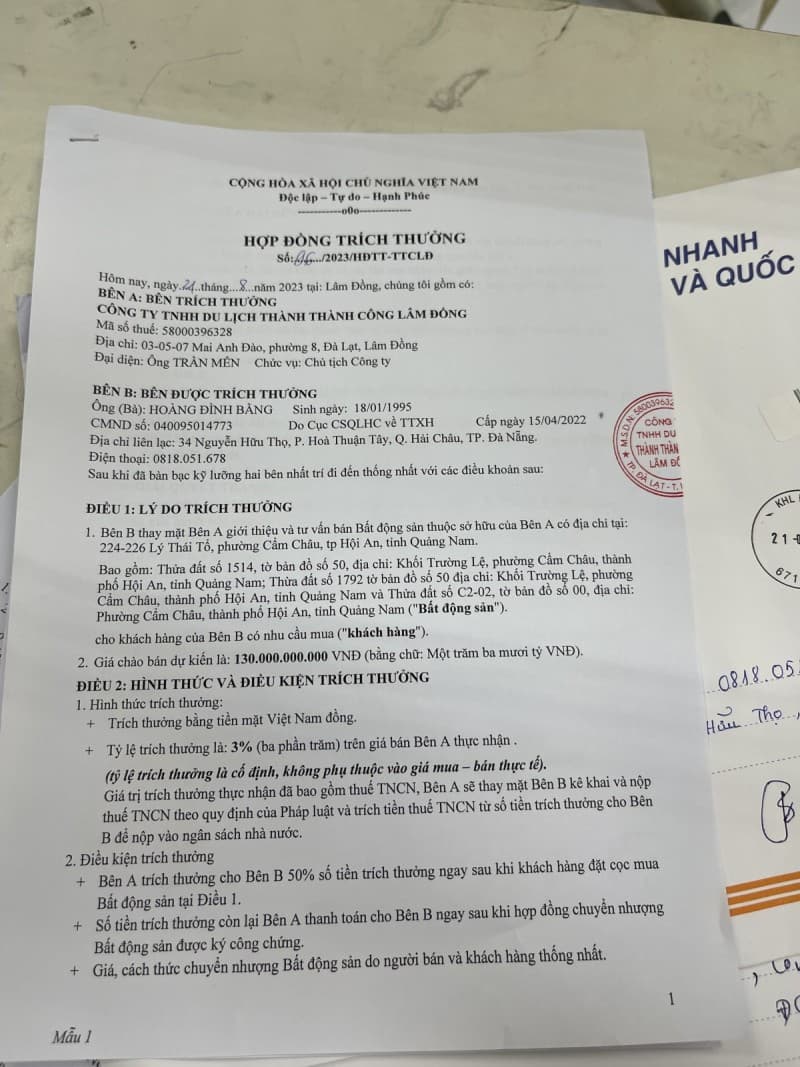 CỘNG HÒA XÃ HỘI CHỦ NGHĨA VIỆT NAM
Độc lập – Tự do – Hạnh Phúc
-----------o0o------------
HỢP ĐỒNG TRÍCH THƯỞNG
Số:06.../2023/HĐTT-TTCLĐ
Hôm nay, ngày.21..tháng...8..năm 2023 tại: Lâm Đồng, chúng tôi gồm có:
BÊN A: BÊN TRÍCH THƯỞNG
CÔNG TY TNHH DU LỊCH THÀNH THÀNH CÔNG LÂM ĐỒNG
Mã số thuế: 58000396328
Địa chỉ: 03-05-07 Mai Anh Đào, phường 8, Đà Lạt, Lâm Đồng
Đại diện: Ông TRẦN MÊN Chức vụ: Chủ tịch Công ty
BÊN B: BÊN ĐƯỢC TRÍCH THƯỞNG
Ông (Bà): HOÀNG ĐÌNH BẰNG Sinh ngày: 18/01/1995
CMND số: 040095014773 Do Cục CSQLHC về TTXH Cấp ngày 15/04/2022
Địa chỉ liên lạc: 34 Nguyễn Hữu Thọ, P. Hoà Thuận Tây, Q. Hải Châu, TP. Đà Nẵng.
Điện thoại: 0818.051.678
Sau khi đã bàn bạc kỹ lưỡng hai bên nhất trí đi đến thống nhất với các điều khoản sau:
ĐIỀU 1: LÝ DO TRÍCH THƯỞNG
1. Bên B thay mặt Bên A giới thiệu và tư vấn bán Bất động sản thuộc sở hữu của Bên A có địa chỉ tại:
224-226 Lý Thái Tổ, phường Cẩm Châu, tp Hội An, tỉnh Quảng Nam.
Bao gồm: Thửa đất số 1514, tờ bản đồ số 50, địa chỉ: Khối Trường Lệ, phường Cẩm Châu, thành
phố Hội An, tỉnh Quảng Nam; Thửa đất số 1792 tờ bản đồ số 50 địa chỉ: Khối Trường Lệ, phường
Cẩm Châu, thành phố Hội An, tỉnh Quảng Nam và Thửa đất số C2-02, tờ bản đồ số 00, địa chỉ:
Phường Cẩm Châu, thành phố Hội An, tỉnh Quảng Nam ("Bất động sản").
cho khách hàng của Bên B có nhu cầu mua ("khách hàng").
2. Giá chào bán dự kiến là: 130.000.000.000 VNĐ (bằng chữ: Một trăm ba mươi tỷ VNĐ).
ĐIỀU 2: HÌNH THỨC VÀ ĐIỀU KIỆN TRÍCH THƯỞNG
1. Hình thức trích thưởng:
+ Trích thưởng bằng tiền mặt Việt Nam đồng.
+ Tỷ lệ trích thưởng là: 3% (ba phần trăm) trên giá bán Bên A thực nhận .
(tỷ lệ trích thưởng là cố định, không phụ thuộc vào giá mua – bán thực tế).
Giá trị trích thưởng thực nhận đã bao gồm thuế TNCN, Bên A sẽ thay mặt Bên B kê khai và nộp
thuế TNCN theo quy định của Pháp luật và trích tiền thuế TNCN từ số tiền trích thưởng cho Bên
B để nộp vào ngân sách nhà nước.
2. Điều kiện trích thưởng
+ Bên A trích thưởng cho Bên B 50% số tiền trích thưởng ngay sau khi khách hàng đặt cọc mua
Bất động sản tại Điều 1.
+ Số tiền trích thưởng còn lại Bên A thanh toán cho Bên B ngay sau khi hợp đồng chuyển nhượng
Bất động sản được ký công chứng.
+ Giá, cách thức chuyển nhượng Bất động sản do người bán và khách hàng thống nhất.
1
Mẫu 1
M.S.D.N: 580039632
CÔNG
TNHH DU
THÀNH THÀN
LÂM ĐỒ
TP. ĐÀ LẠT - T.
NHANH
VÀ QUỐC
KHL
21-0
671
0818.05
Hữu Thọ,